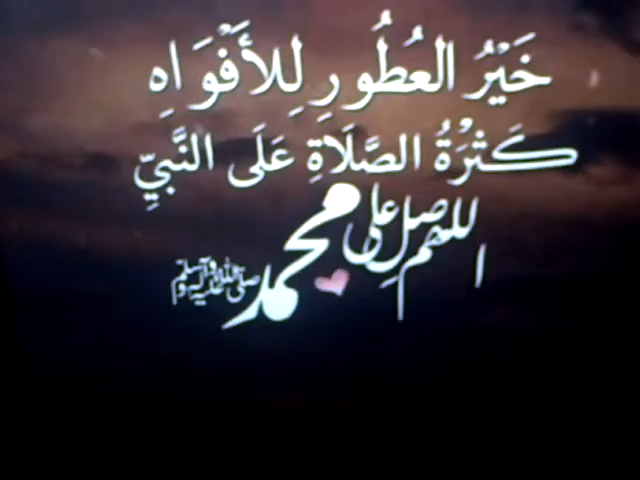 خَيْرُ العُطُورِ لِلأَفْوَاهِ
كَثْرَةُ الصَّلَاةِ عَلَى النَّبِيِّ
اللهم صل على محمد
صلى الله عليه وآله وسلم